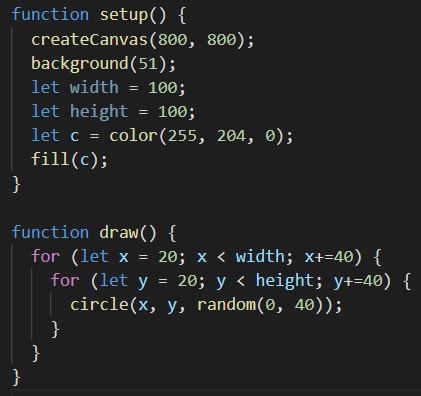 function setup() {
  createCanvas(800, 800);
  background(51);
  let width = 100;
  let height = 100;
  let c = color(255, 204, 0);
  fill(c);
}

function draw() {
  for (let x = 20; x < width; x+=40) {
    for (let y = 20; y < height; y+=40) {
      circle(x, y, random(0, 40));
    }
  }
}